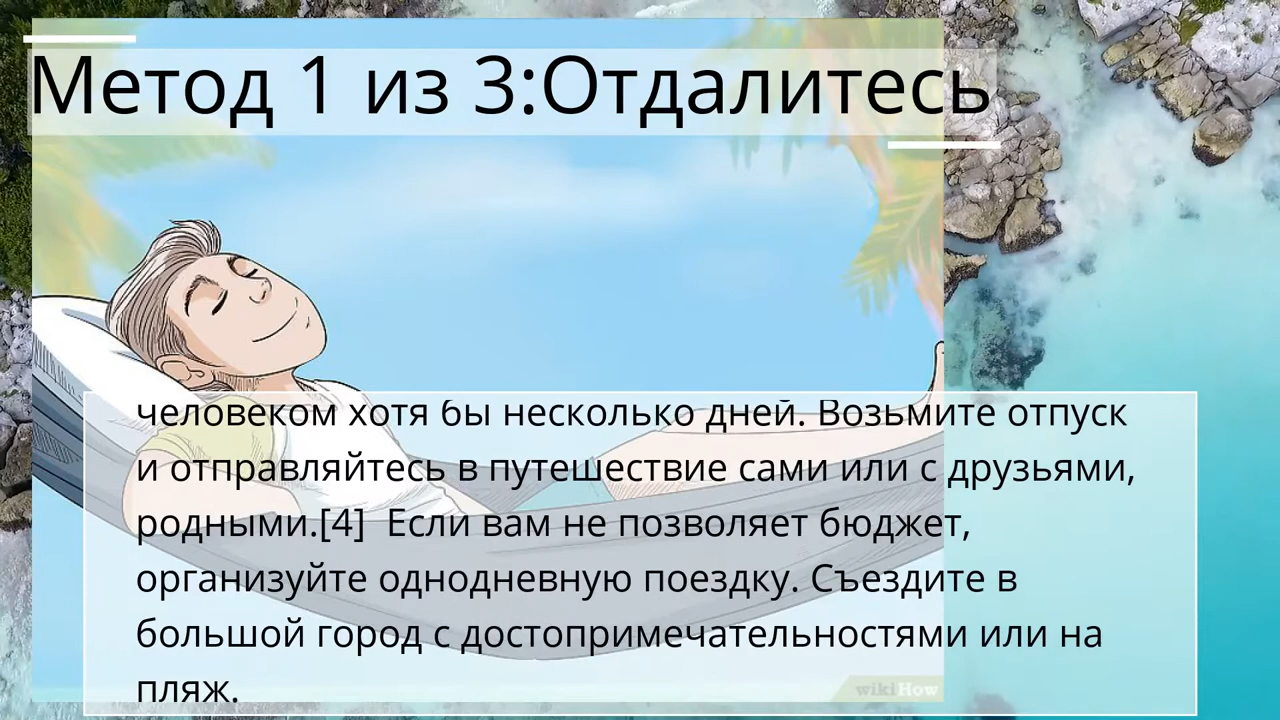 Метод 1 из 3:Отдалитесь
человеком хотя бы несколько дней. Возьмите отпуск
и отправляйтесь в путешествие сами или с друзьями,
родными.[4]  Если вам не позволяет бюджет,
организуйте однодневную поездку. Съездите в
большой город с достопримечательностями или на
пляж.
wikiHow